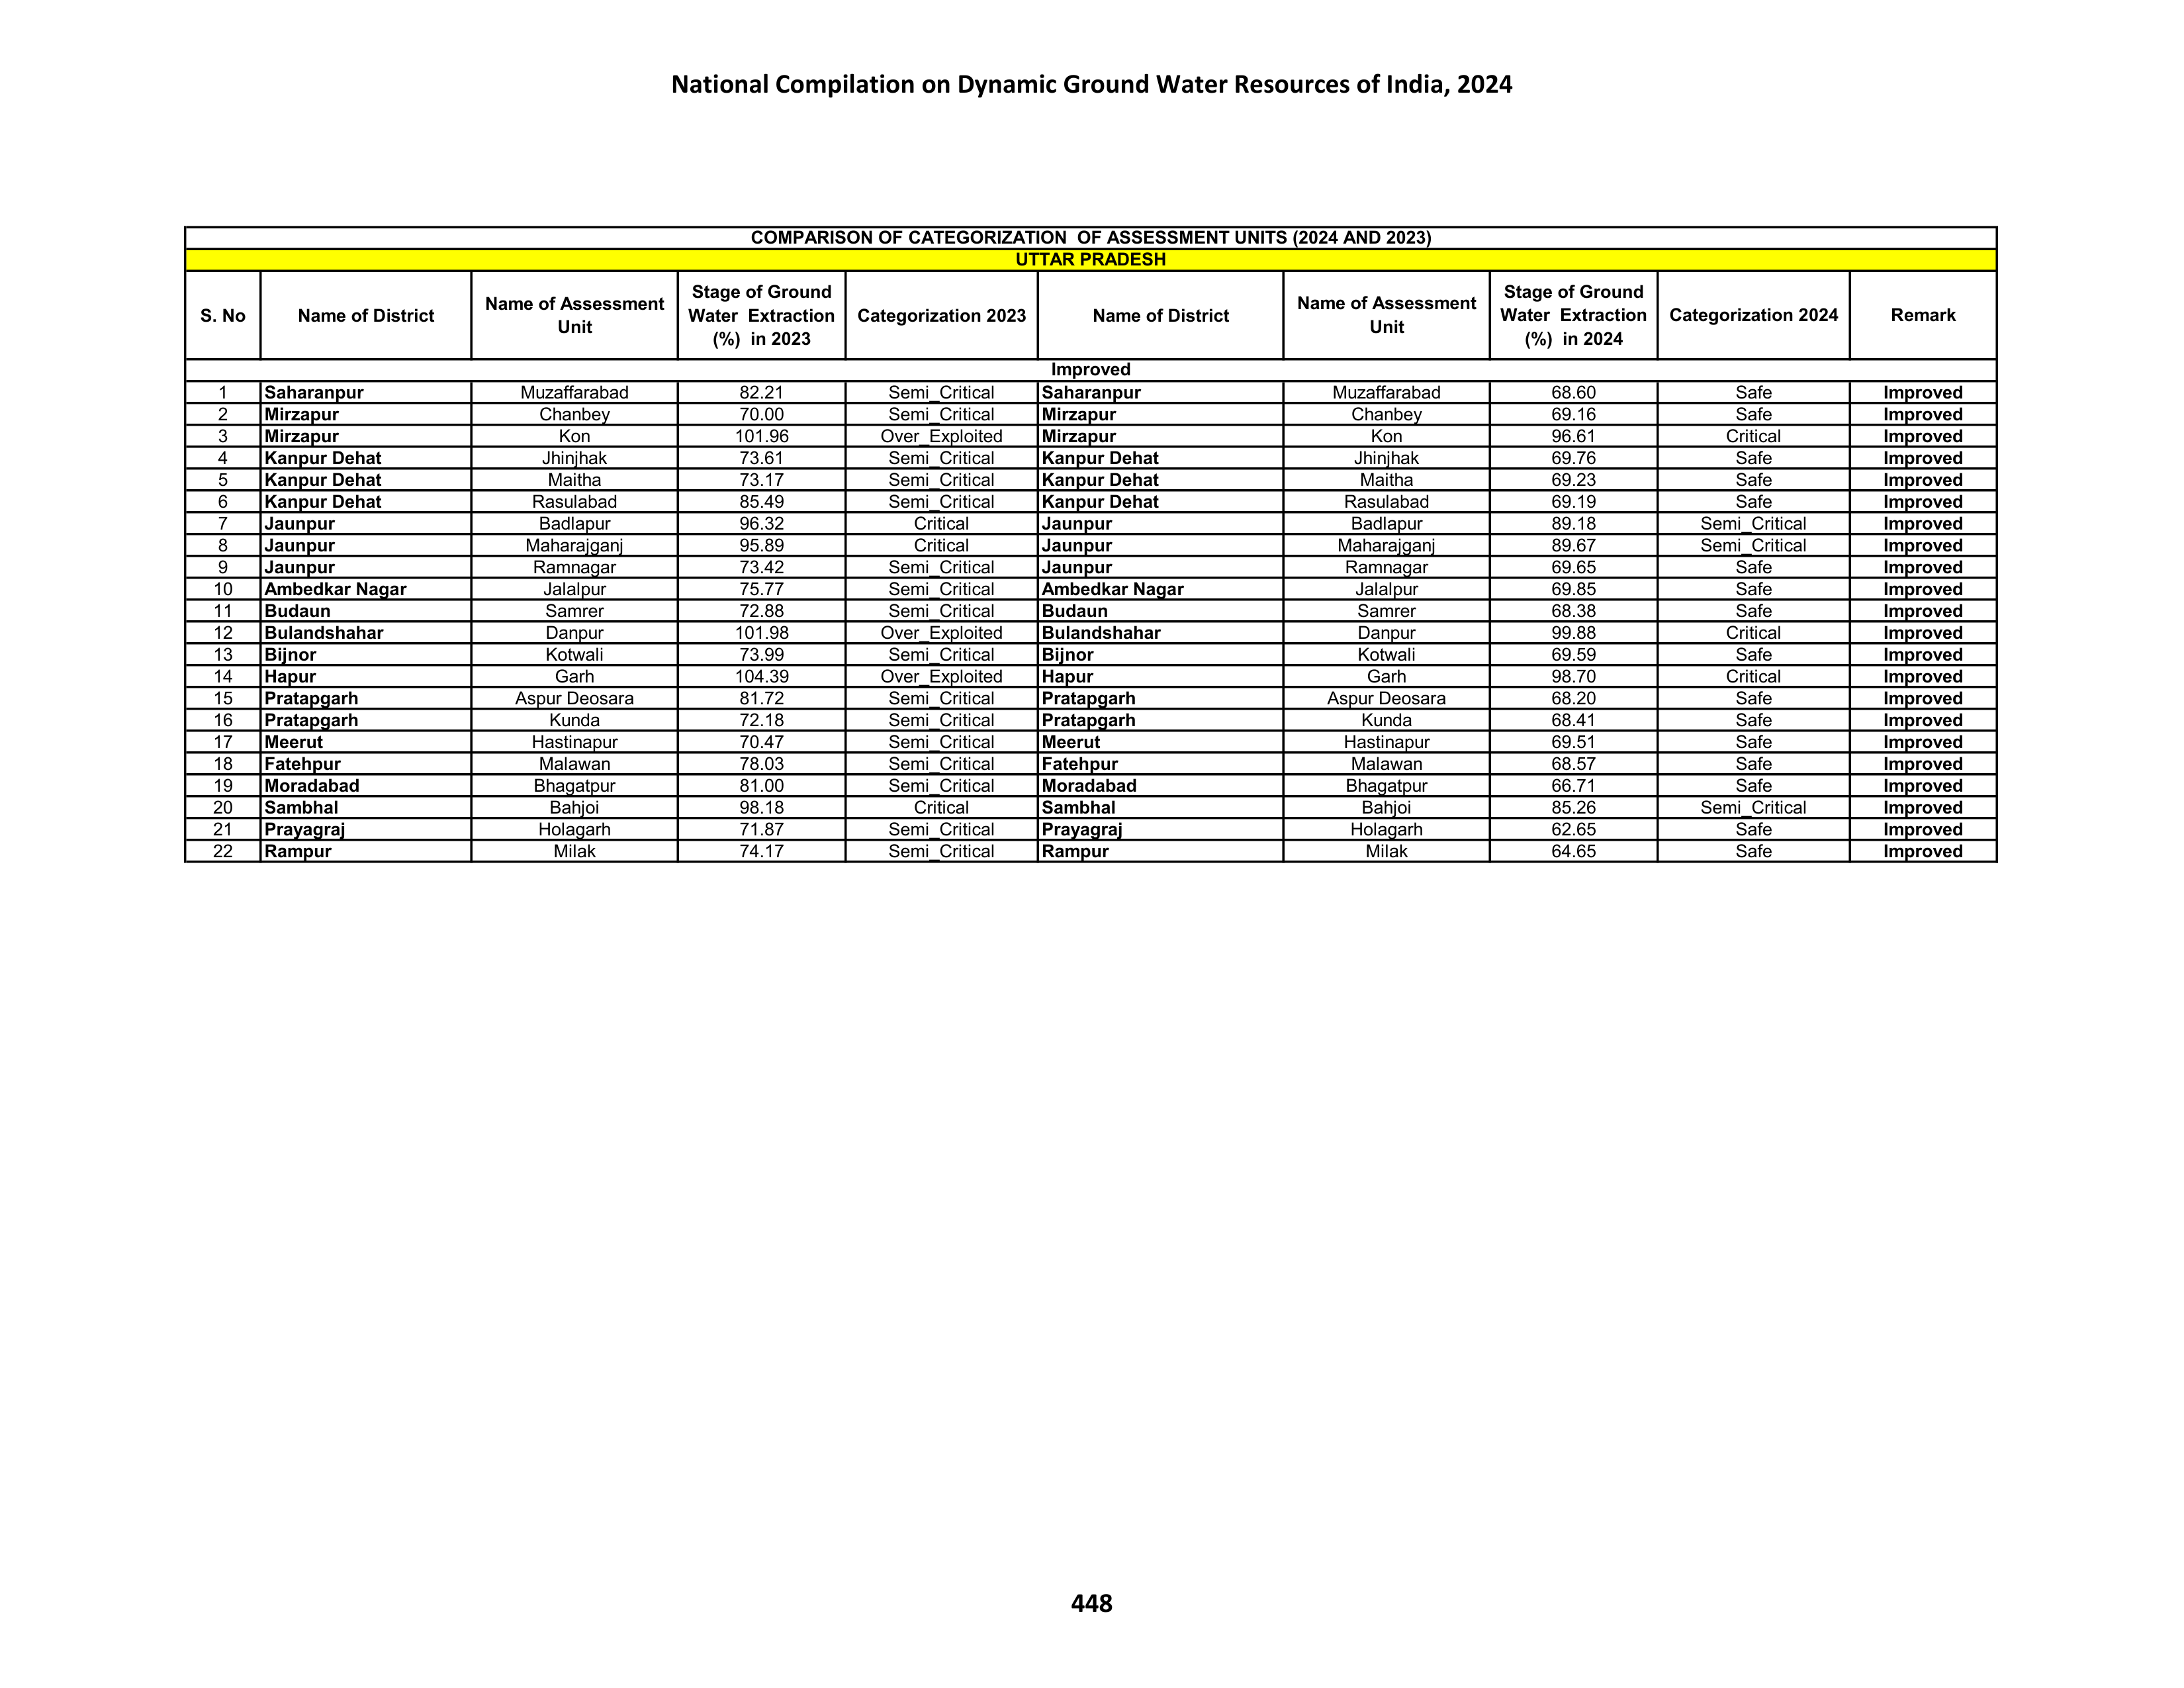 National Compilation on Dynamic Ground Water Resources of India, 2024
COMPARISON OF CATEGORIZATION OF ASSESSMENT UNITS (2024 AND 2023)
UTTAR PRADESH
S. No Name of District Name of Assessment Unit Stage of Ground Water Extraction (%) in 2023 Categorization 2023 Name of District Name of Assessment Unit Stage of Ground Water Extraction (%) in 2024 Categorization 2024 Remark
Improved
1 Saharanpur Muzaffarabad 82.21 Semi_Critical Saharanpur Muzaffarabad 68.60 Safe Improved
2 Mirzapur Chanbey 70.00 Semi_Critical Mirzapur Chanbey 69.16 Safe Improved
3 Mirzapur Kon 101.96 Over_Exploited Mirzapur Kon 96.61 Critical Improved
4 Kanpur Dehat Jhinjhak 73.61 Semi_Critical Kanpur Dehat Jhinjhak 69.76 Safe Improved
5 Kanpur Dehat Maitha 73.17 Semi_Critical Kanpur Dehat Maitha 69.23 Safe Improved
6 Kanpur Dehat Rasulabad 85.49 Semi_Critical Kanpur Dehat Rasulabad 69.19 Safe Improved
7 Jaunpur Badlapur 96.32 Critical Jaunpur Badlapur 89.18 Semi_Critical Improved
8 Jaunpur Maharajganj 95.89 Critical Jaunpur Maharajganj 89.67 Semi_Critical Improved
9 Jaunpur Ramnagar 73.42 Semi_Critical Jaunpur Ramnagar 69.65 Safe Improved
10 Ambedkar Nagar Jalalpur 75.77 Semi_Critical Ambedkar Nagar Jalalpur 69.85 Safe Improved
11 Budaun Samrer 72.88 Semi_Critical Budaun Samrer 68.38 Safe Improved
12 Bulandshahar Danpur 101.98 Over_Exploited Bulandshahar Danpur 99.88 Critical Improved
13 Bijnor Kotwali 73.99 Semi_Critical Bijnor Kotwali 69.59 Safe Improved
14 Hapur Garh 104.39 Over_Exploited Hapur Garh 98.70 Critical Improved
15 Pratapgarh Aspur Deosara 81.72 Semi_Critical Pratapgarh Aspur Deosara 68.20 Safe Improved
16 Pratapgarh Kunda 72.18 Semi_Critical Pratapgarh Kunda 68.41 Safe Improved
17 Meerut Hastinapur 70.47 Semi_Critical Meerut Hastinapur 69.51 Safe Improved
18 Fatehpur Malawan 78.03 Semi_Critical Fatehpur Malawan 68.57 Safe Improved
19 Moradabad Bhagatpur 81.00 Semi_Critical Moradabad Bhagatpur 66.71 Safe Improved
20 Sambhal Bahjoi 98.18 Critical Sambhal Bahjoi 85.26 Semi_Critical Improved
21 Prayagraj Holagarh 71.87 Semi_Critical Prayagraj Holagarh 62.65 Safe Improved
22 Rampur Milak 74.17 Semi_Critical Rampur Milak 64.65 Safe Improved
448